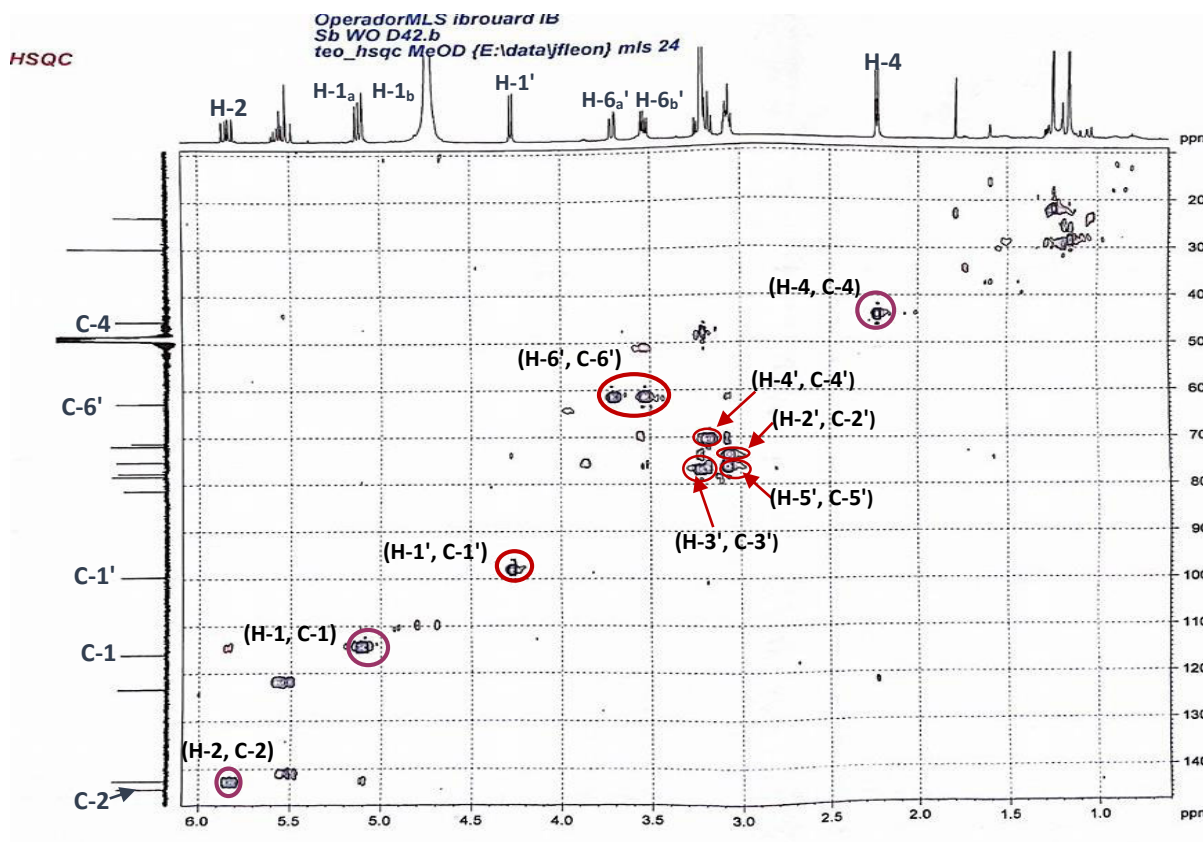 OperadorMLS ibrouard IB
Sb WO D42.b
teo_hsqc MeOD {E:\data\jfleon} mls 24
HSQC
H-2
H-1a
H-1b
H-1'
H-6a'
H-6b'
H-4
ppm
20
30
40
50
60
70
80
90
100
110
120
130
140
ppm
C-4
C-6'
C-1'
C-1
C-2
(H-4, C-4)
(H-6', C-6')
(H-4', C-4')
(H-2', C-2')
(H-5', C-5')
(H-3', C-3')
(H-1', C-1')
(H-1, C-1)
(H-2, C-2)
6.0 5.5 5.0 4.5 4.0 3.5 3.0 2.5 2.0 1.5 1.0 ppm